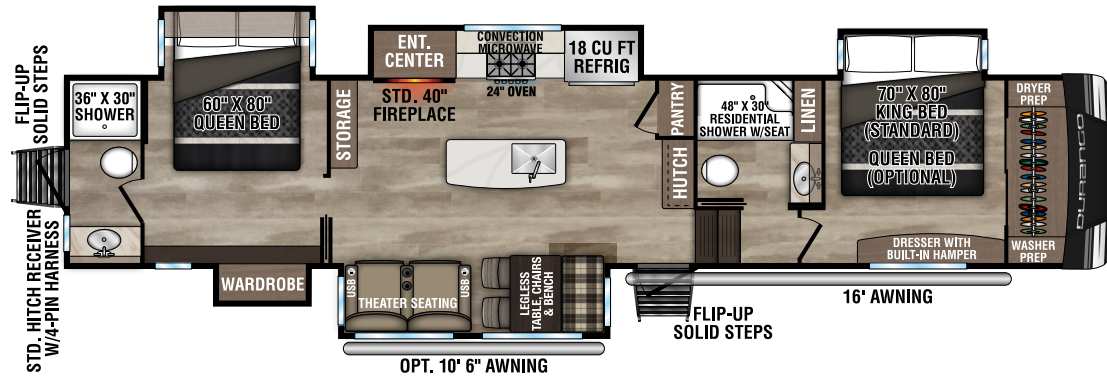 FLIP-UP
SOLID STEPS
36" X 30"
SHOWER
60" X 80"
QUEEN BED
STORAGE
ENT.
CENTER
STD. 40"
FIREPLACE
CONVECTION
MICROWAVE
24" OVEN
18 CU FT
REFRIG
PANTRY
HUTCH
48" X 30"
RESIDENTIAL
SHOWER W/SEAT
LINEN
70" X 80"
KING BED
(STANDARD)
QUEEN BED
(OPTIONAL)
DRYER
PREP
DURANGO
WASHER
PREP
DRESSER WITH
BUILT-IN HAMPER
STD. HITCH RECEIVER
W/4-PIN HARNESS
WARDROBE
USB
THEATER SEATING
USB
LEGLESS
TABLE, CHAIRS
& BENCH
FLIP-UP
SOLID STEPS
16' AWNING
OPT. 10' 6" AWNING